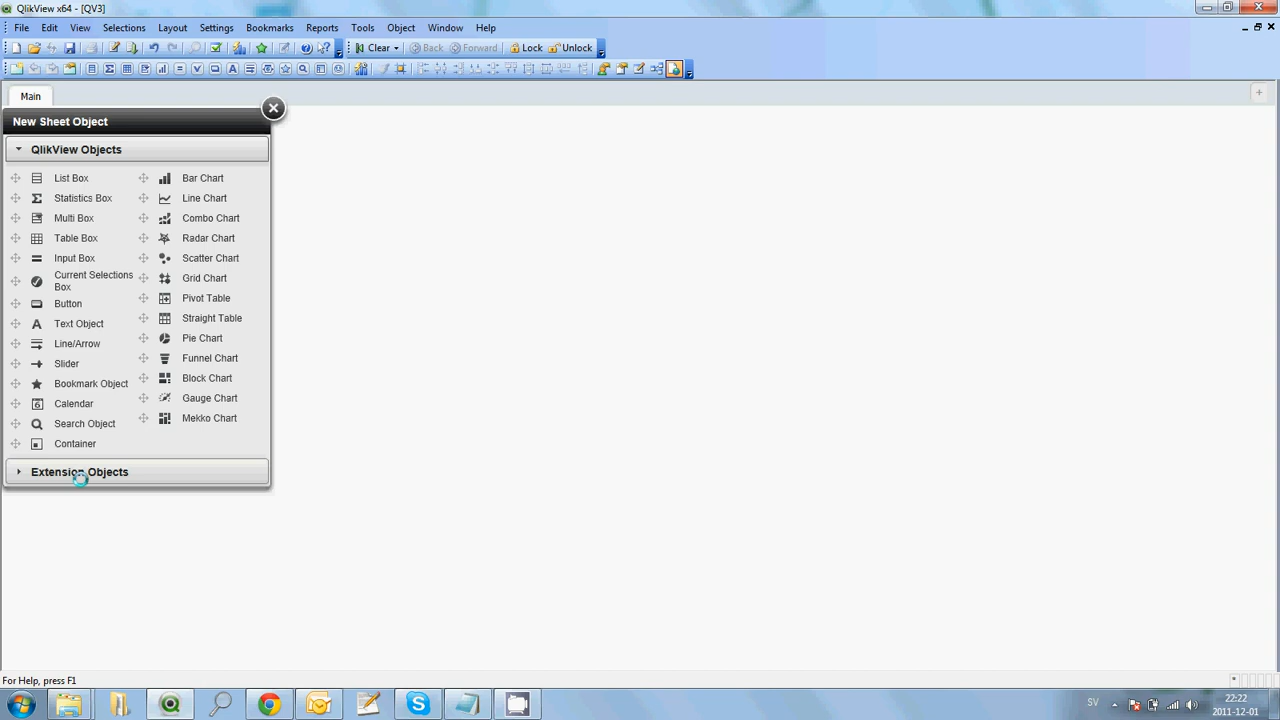 QlikView x64 - [QV3]
File Edit View Selections Layout Settings Bookmarks Reports Tools Object Window Help
Clear Back Forward Lock Unlock
Main
New Sheet Object
QlikView Objects
List Box Bar Chart
Statistics Box Line Chart
Multi Box Combo Chart
Table Box Radar Chart
Input Box Scatter Chart
Current Selections Grid Chart
Box
Pivot Table
Button
Text Object Straight Table
Line/Arrow Pie Chart
Slider Funnel Chart
Bookmark Object Block Chart
Calendar Gauge Chart
Search Object Mekko Chart
Container
Extension Objects
For Help, press F1
SV
22:22
2011-12-01